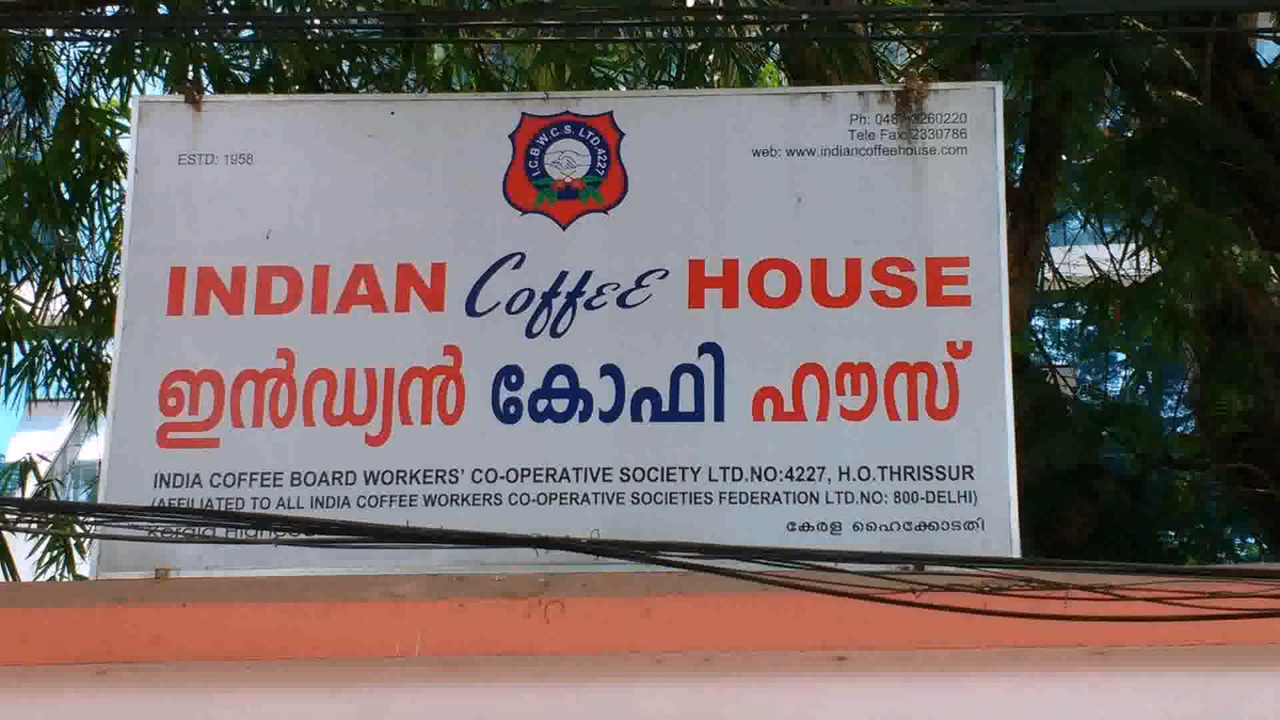 ESTD: 1958
I.C.B.W.C.S. LTD.4227
Tele Fax: 2330786
web: www.indiancoffeehouse.com
INDIAN Coffee HOUSE
ഇൻഡ്യൻ കോഫി ഹൗസ്
INDIA COFFEE BOARD WORKERS' CO-OPERATIVE SOCIETY LTD.NO:4227, H.O.THRISSUR
(AFFILIATED TO ALL INDIA COFFEE WORKERS CO-OPERATIVE SOCIETIES FEDERATION LTD.NO: 800-DELHI)
Kerala കേരള ഹൈക്കോടതി